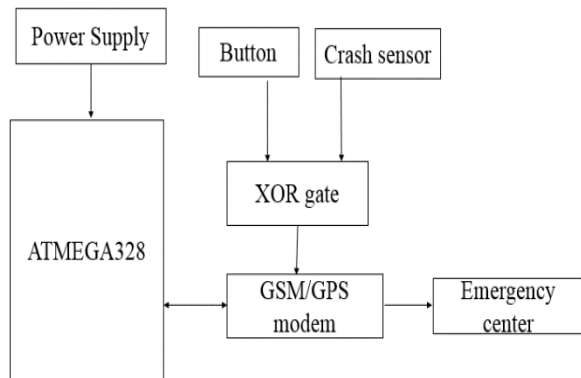 Power Supply
Button
Crash sensor
XOR gate
ATMEGA328
GSM/GPS
modem
Emergency
center